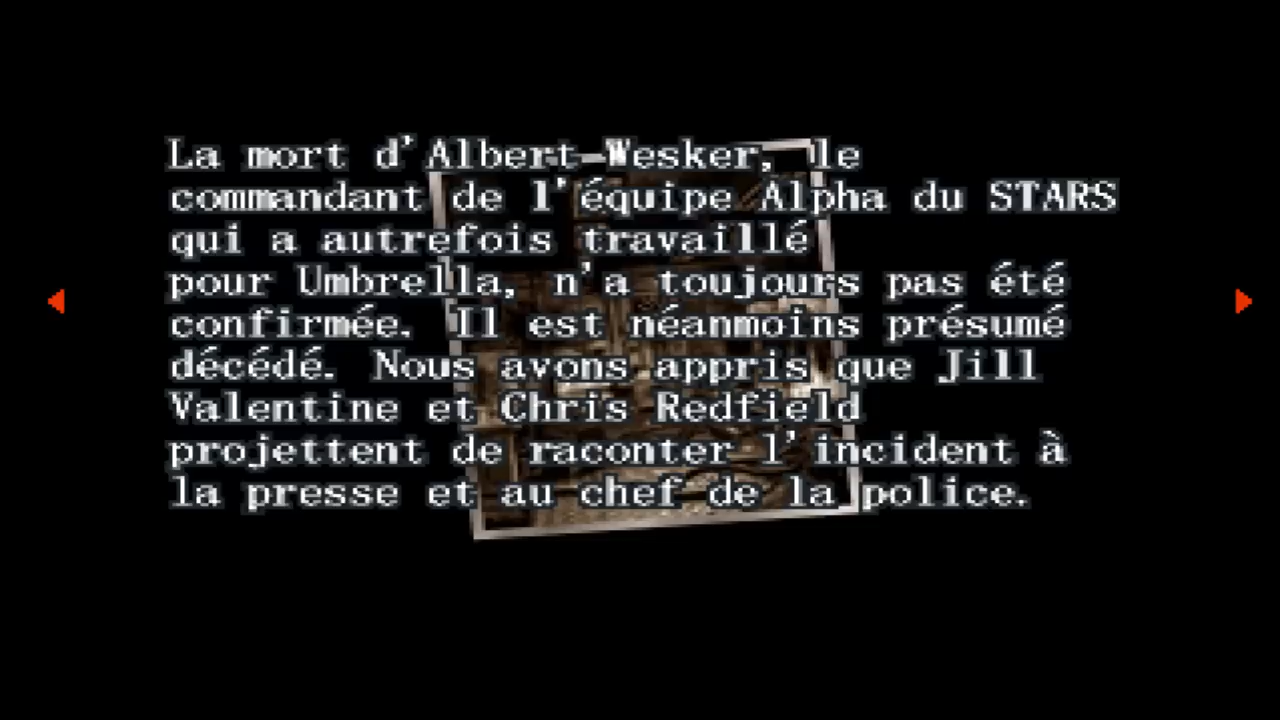 La mort d'Albert Wesker, le
commandant de l'équipe Alpha du STARS
qui a autrefois travaillé
pour Umbrella, n'a toujours pas été
confirmée. Il est néanmoins présumé
décédé. Nous avons appris que Jill
Valentine et Chris Redfield
projettent de raconter l'incident à
la presse et au chef de la police.